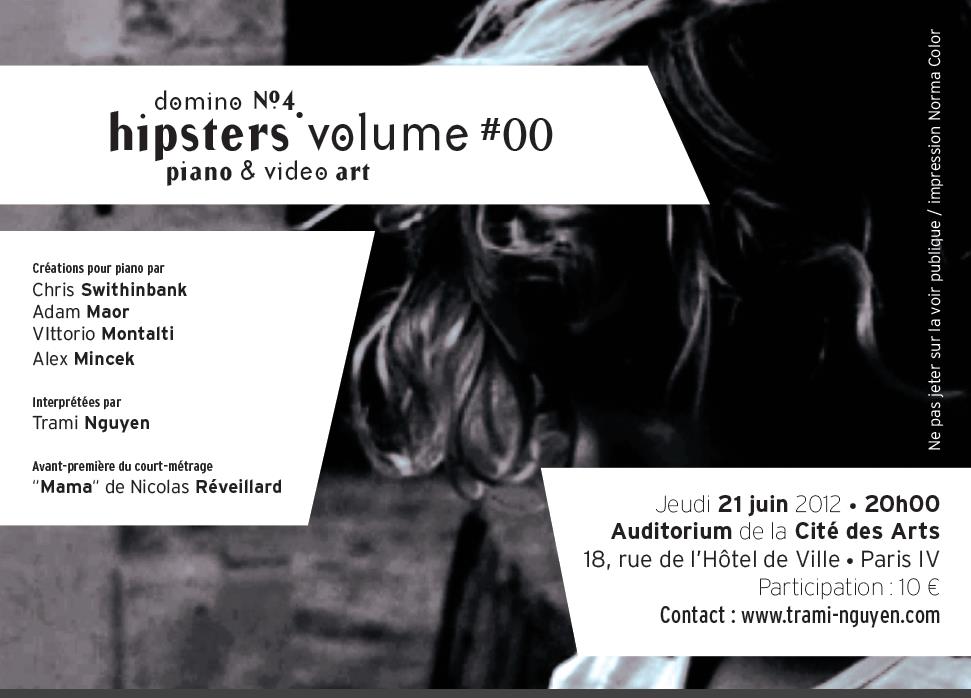 domino Nº4
hipsters volume #00
piano & video art
Créations pour piano par
Chris Swithinbank
Adam Maor
VIttorio Montalti
Alex Mincek
Interprétées par
Trami Nguyen
Avant-première du court-métrage
“Mama” de Nicolas Réveillard
Jeudi 21 juin 2012 • 20h00
Auditorium de la Cité des Arts
18, rue de l'Hôtel de Ville • Paris IV
Participation : 10 €
Contact : www.trami-nguyen.com
Ne pas jeter sur la voir publique / impression Norma Color